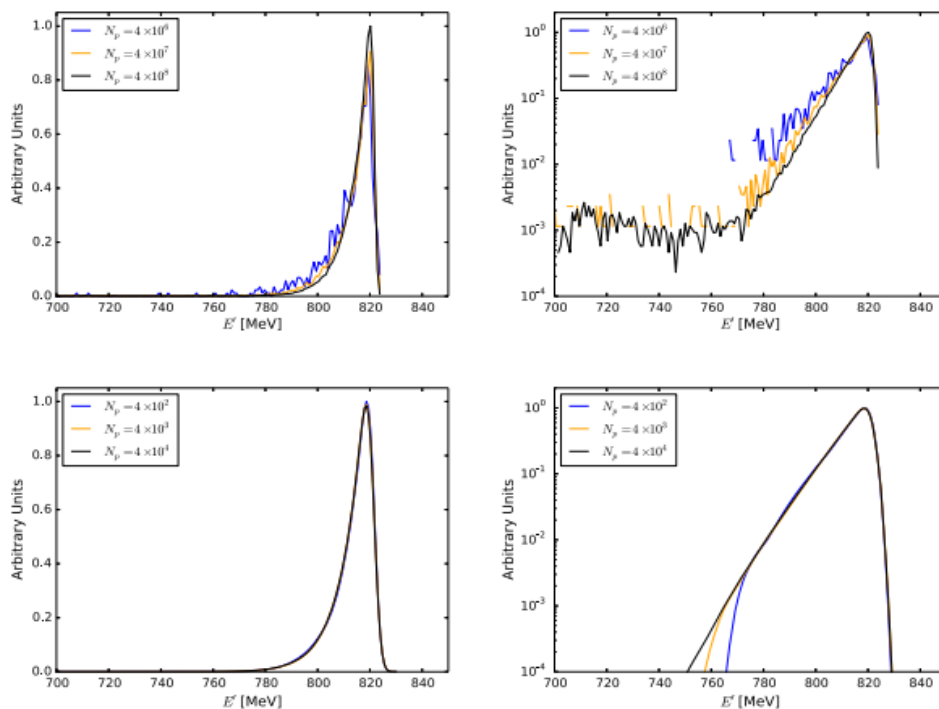 1.0
0.8
0.6
0.4
0.2
0.0
Arbitrary Units
N_p = 4×10^6
N_p = 4×10^7
N_p = 4×10^8
700 720 740 760 780 800 820 840
E' [MeV]
10^0
10^-1
10^-2
10^-3
10^-4
Arbitrary Units
N_p = 4×10^6
N_p = 4×10^7
N_p = 4×10^8
700 720 740 760 780 800 820 840
E' [MeV]
1.0
0.8
0.6
0.4
0.2
0.0
Arbitrary Units
N_p = 4×10^2
N_p = 4×10^3
N_p = 4×10^4
700 720 740 760 780 800 820 840
E' [MeV]
10^0
10^-1
10^-2
10^-3
10^-4
Arbitrary Units
N_p = 4×10^2
N_p = 4×10^3
N_p = 4×10^4
700 720 740 760 780 800 820 840
E' [MeV]